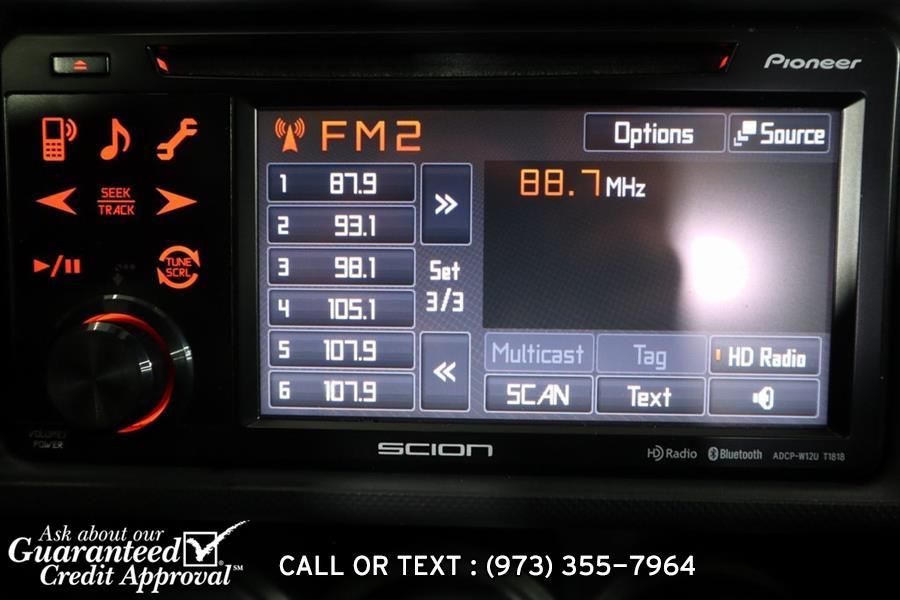 Pioneer
FM2
Options
Source
1 87.9
2 93.1
3 98.1
4 105.1
5 107.9
6 107.9
Set
3/3
88.7 MHz
Multicast
Tag
HD Radio
SCAN
Text
SEEK
TRACK
TUNE
SCRL
VOLUME/
POWER
SCION
HD Radio Bluetooth ADCP-W12U T1818
Ask about our
Guaranteed
Credit Approval SM
CALL OR TEXT : (973) 355-7964